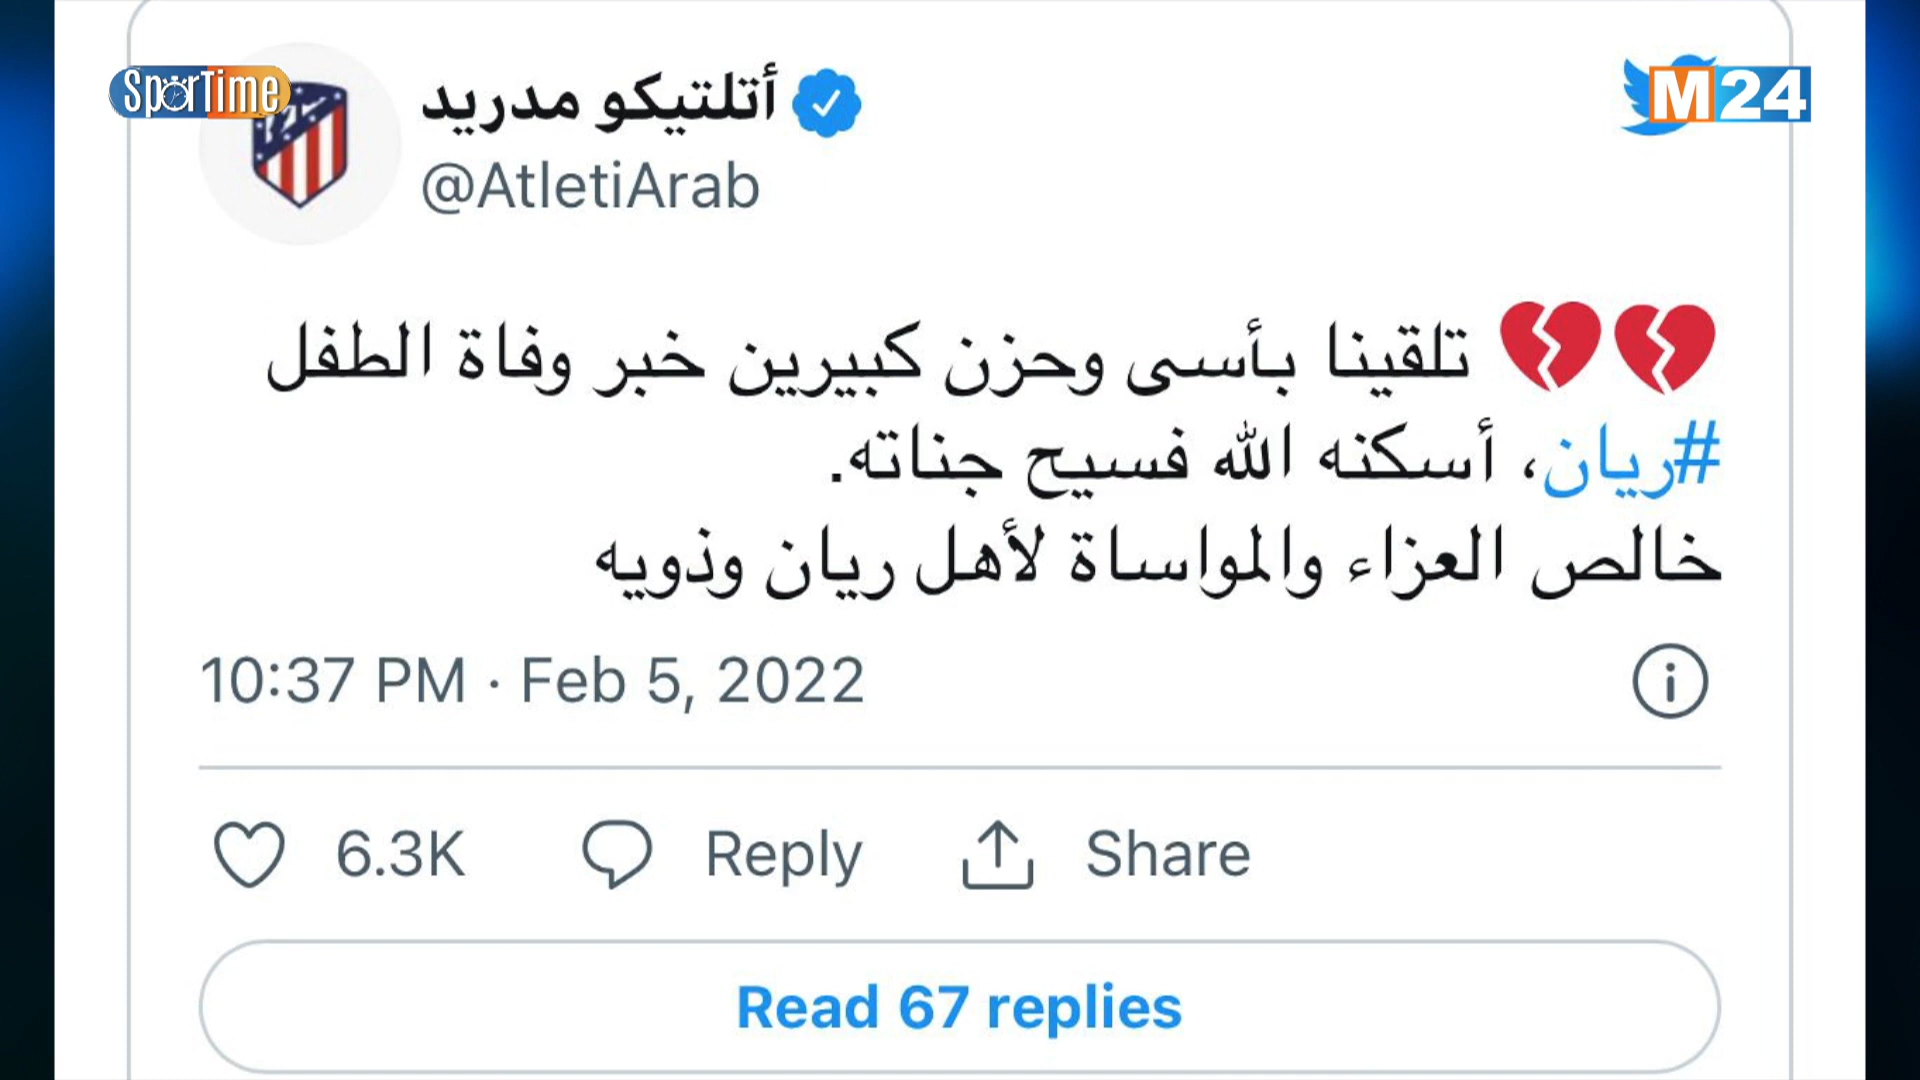 SporTime
M24
أتلتيكو مدريد
@AtletiArab
💔💔 تلقينا بأسى وحزن كبيرين خبر وفاة الطفل
#ريان، أسكنه الله فسيح جناته.
خالص العزاء والمواساة لأهل ريان وذويه
10:37 PM · Feb 5, 2022
6.3K Reply Share
Read 67 replies